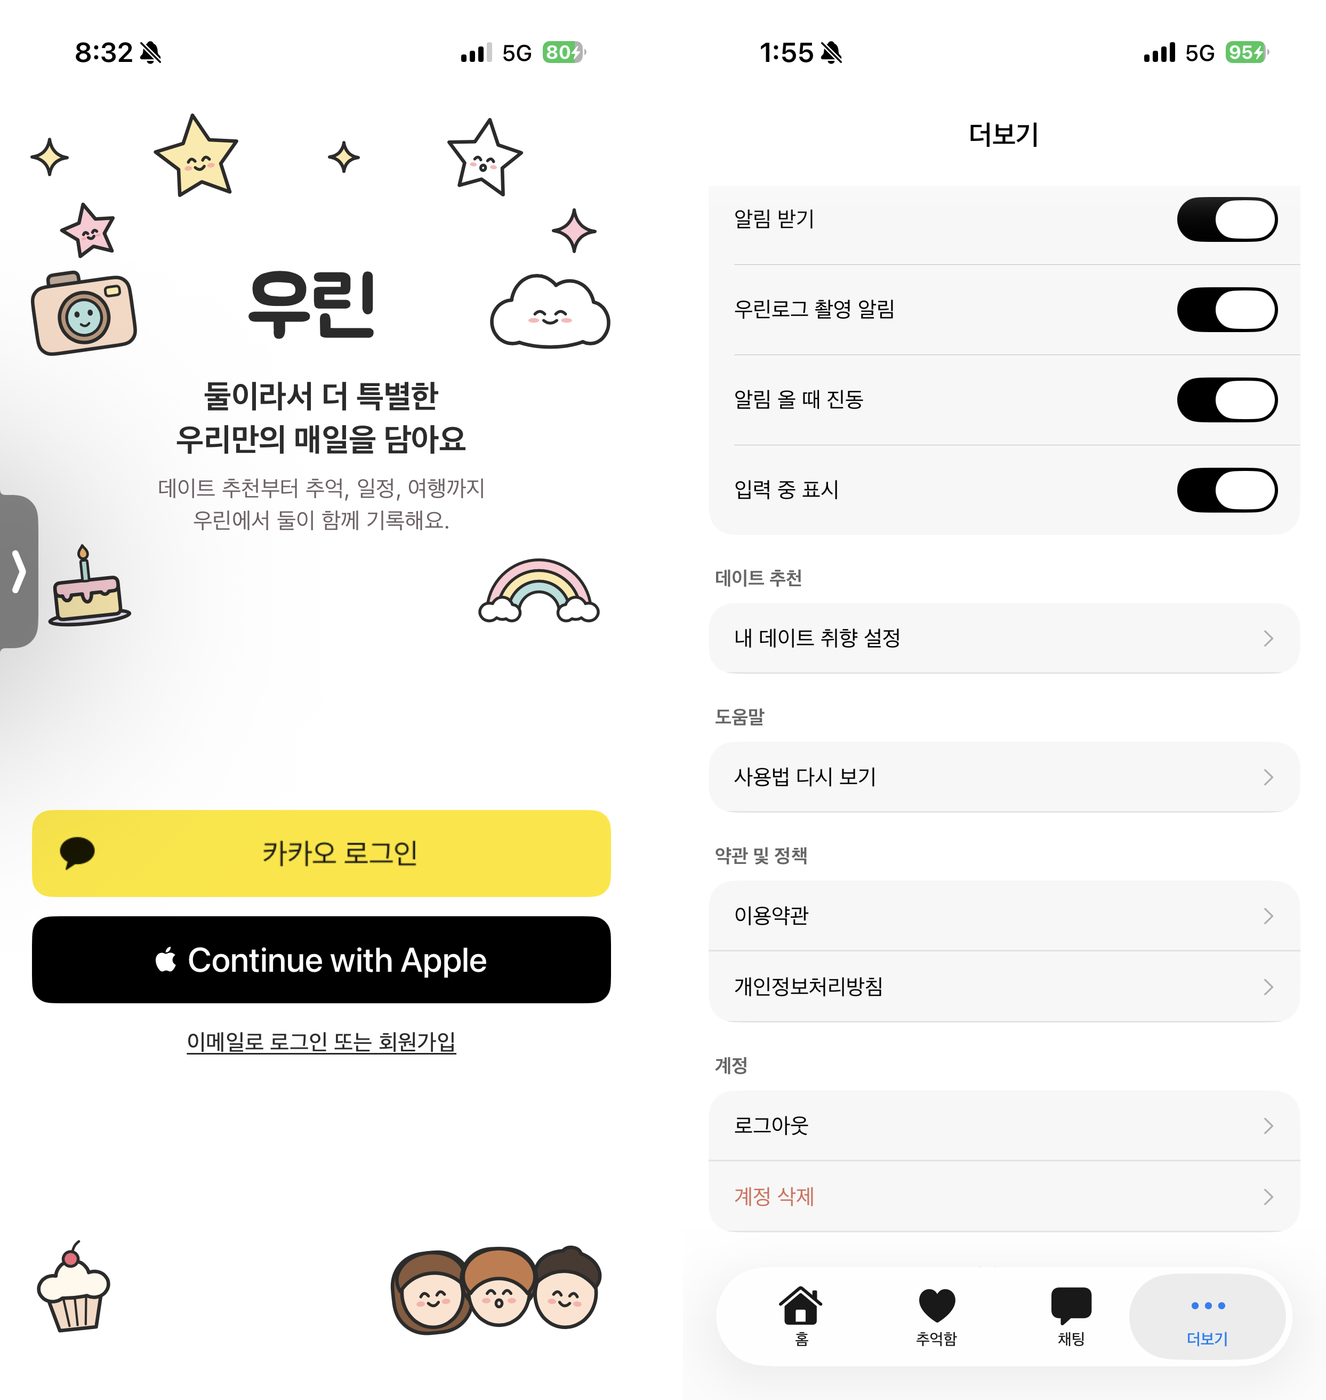 8:32
5G
80
우린
둘이라서 더 특별한
우리만의 매일을 담아요
데이트 추천부터 추억, 일정, 여행까지
우린에서 둘이 함께 기록해요.
카카오 로그인
Continue with Apple
이메일로 로그인 또는 회원가입
1:55
5G
95
더보기
알림 받기
우린로그 촬영 알림
알림 올 때 진동
입력 중 표시
데이트 추천
내 데이트 취향 설정
도움말
사용법 다시 보기
약관 및 정책
이용약관
개인정보처리방침
계정
로그아웃
계정 삭제
홈
추억함
채팅
더보기